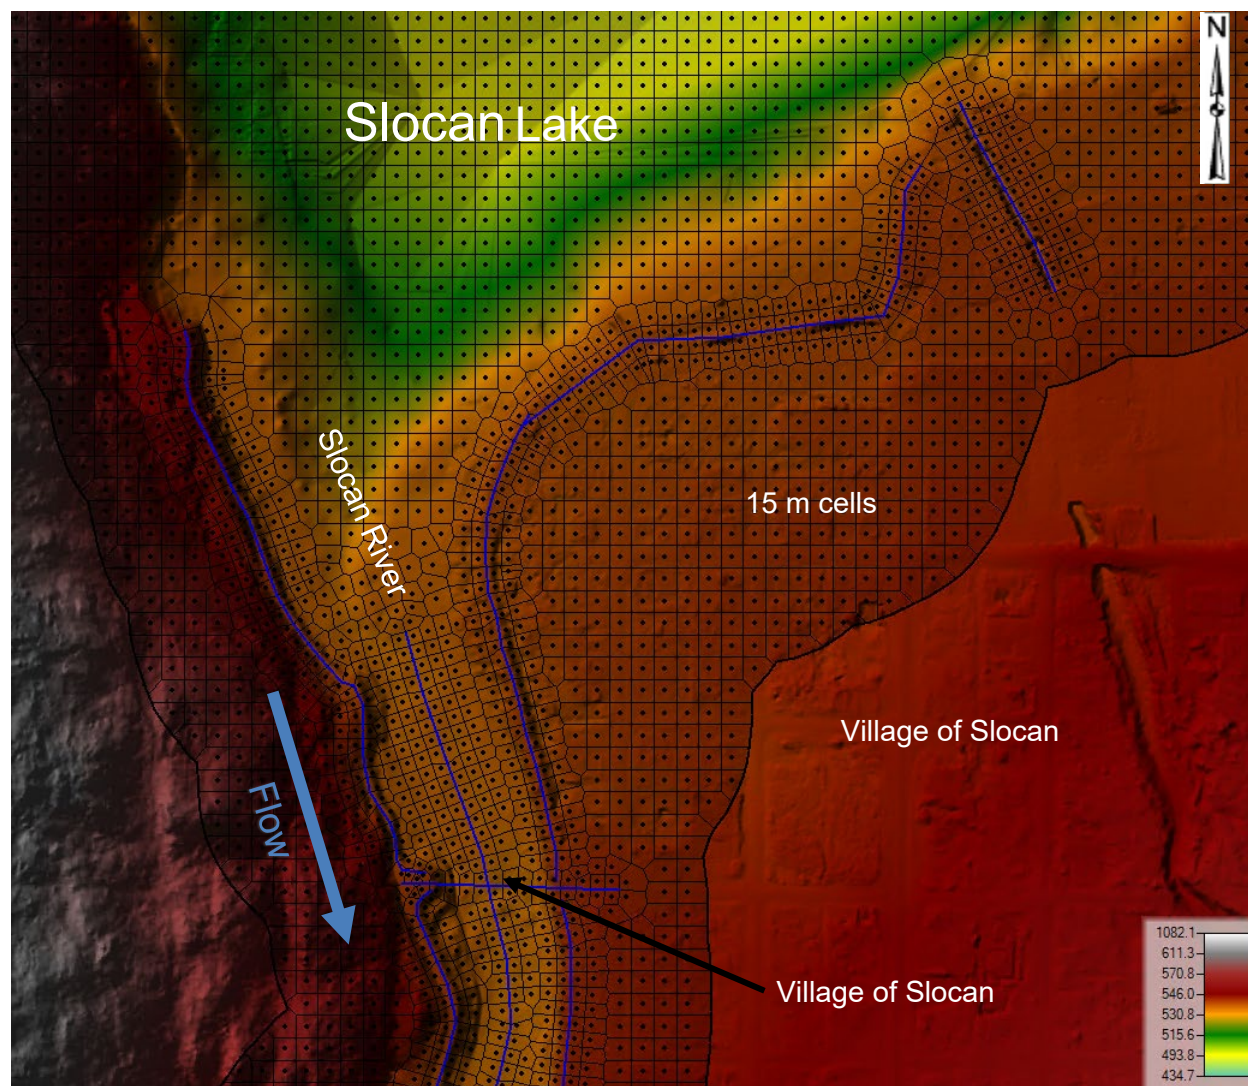 N
Slocan Lake
Slocan River
15 m cells
Village of Slocan
Flow
Village of Slocan
1082.1
611.3
570.8
546.0
530.8
515.6
493.8
434.7